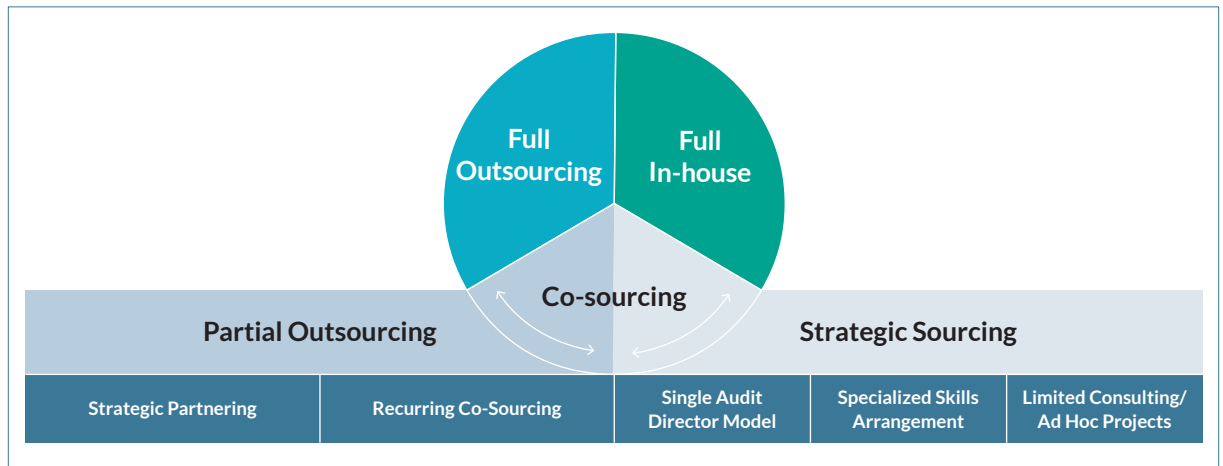 Full
Outsourcing
Full
In-house
Co-sourcing
Partial Outsourcing
Strategic Sourcing
Strategic Partnering
Recurring Co-Sourcing
Single Audit
Director Model
Specialized Skills
Arrangement
Limited Consulting/
Ad Hoc Projects